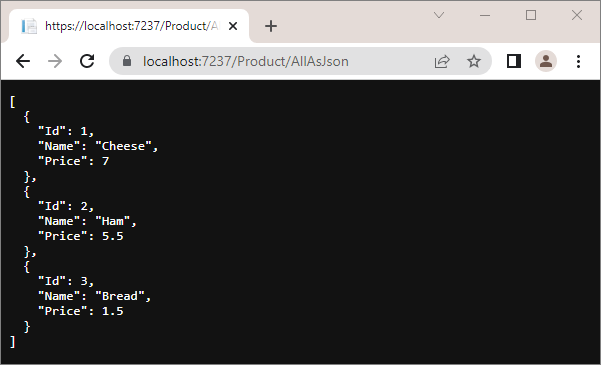 https://localhost:7237/Product/Al
localhost:7237/Product/AllAsJson
[
  {
    "Id": 1,
    "Name": "Cheese",
    "Price": 7
  },
  {
    "Id": 2,
    "Name": "Ham",
    "Price": 5.5
  },
  {
    "Id": 3,
    "Name": "Bread",
    "Price": 1.5
  }
]